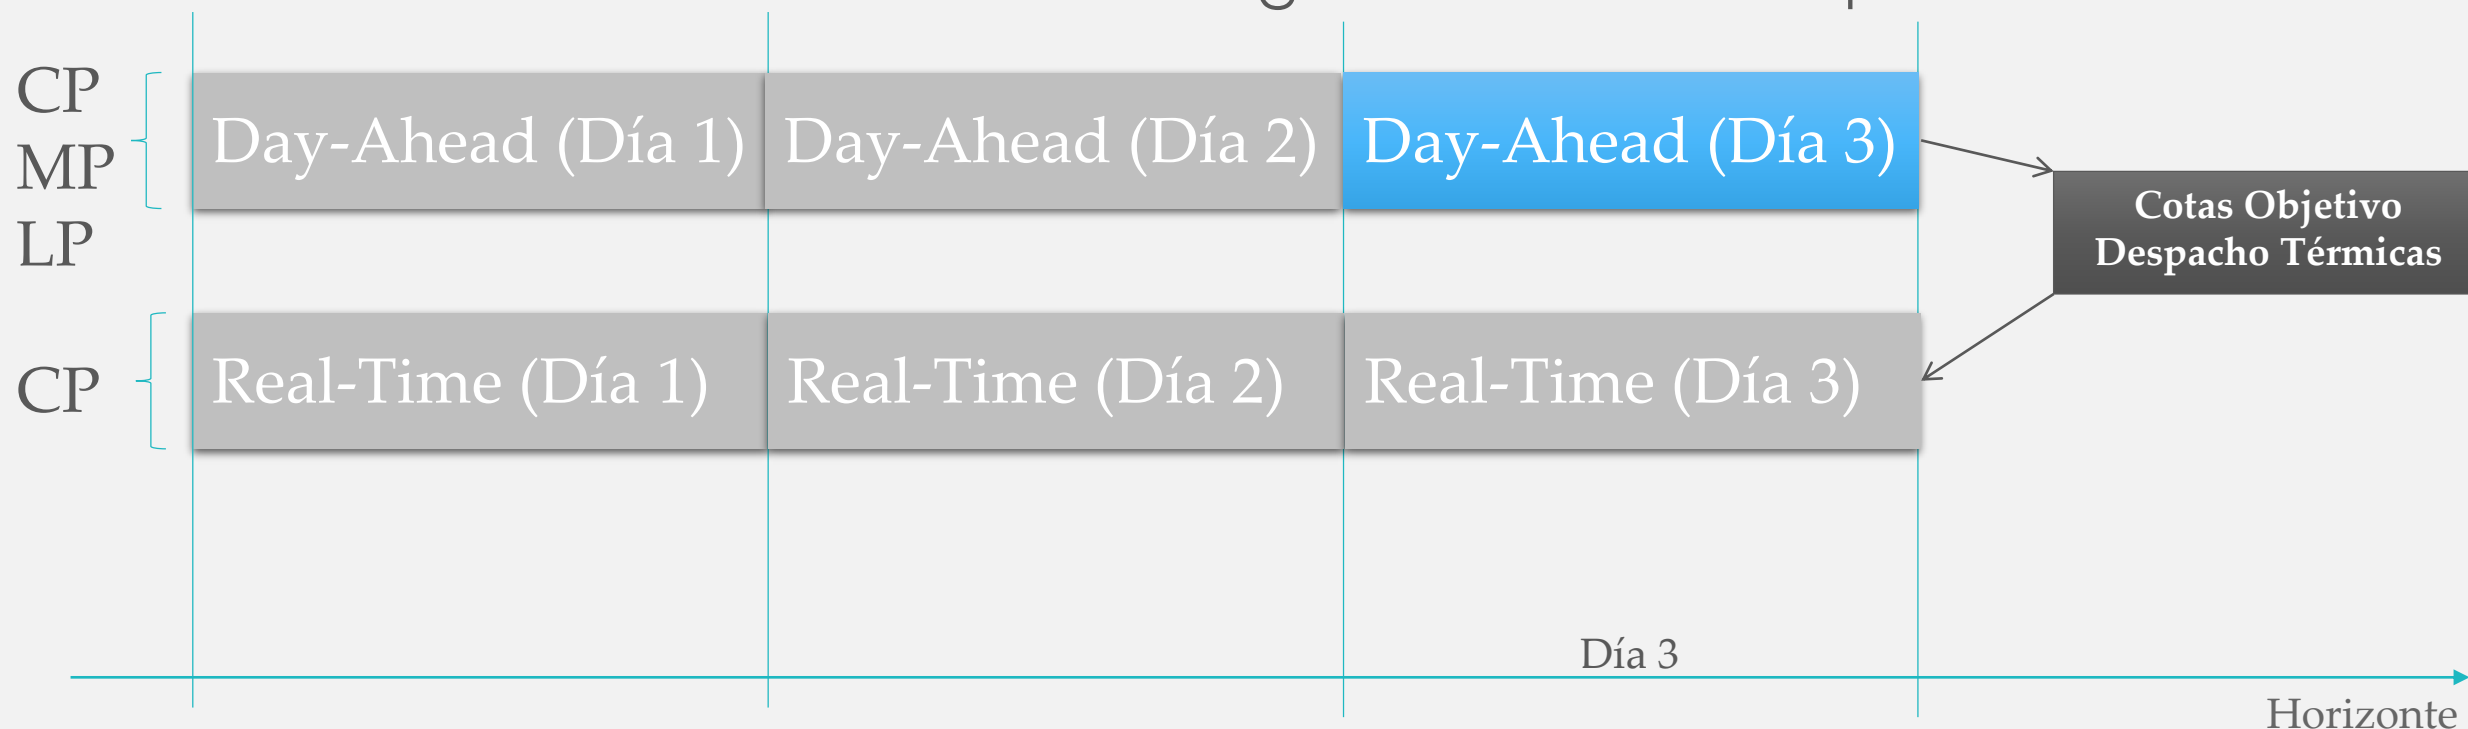 CP
MP
LP
Day-Ahead (Día 1)
Day-Ahead (Día 2)
Day-Ahead (Día 3)
Cotas Objetivo
Despacho Térmicas
CP
Real-Time (Día 1)
Real-Time (Día 2)
Real-Time (Día 3)
Día 3
Horizonte